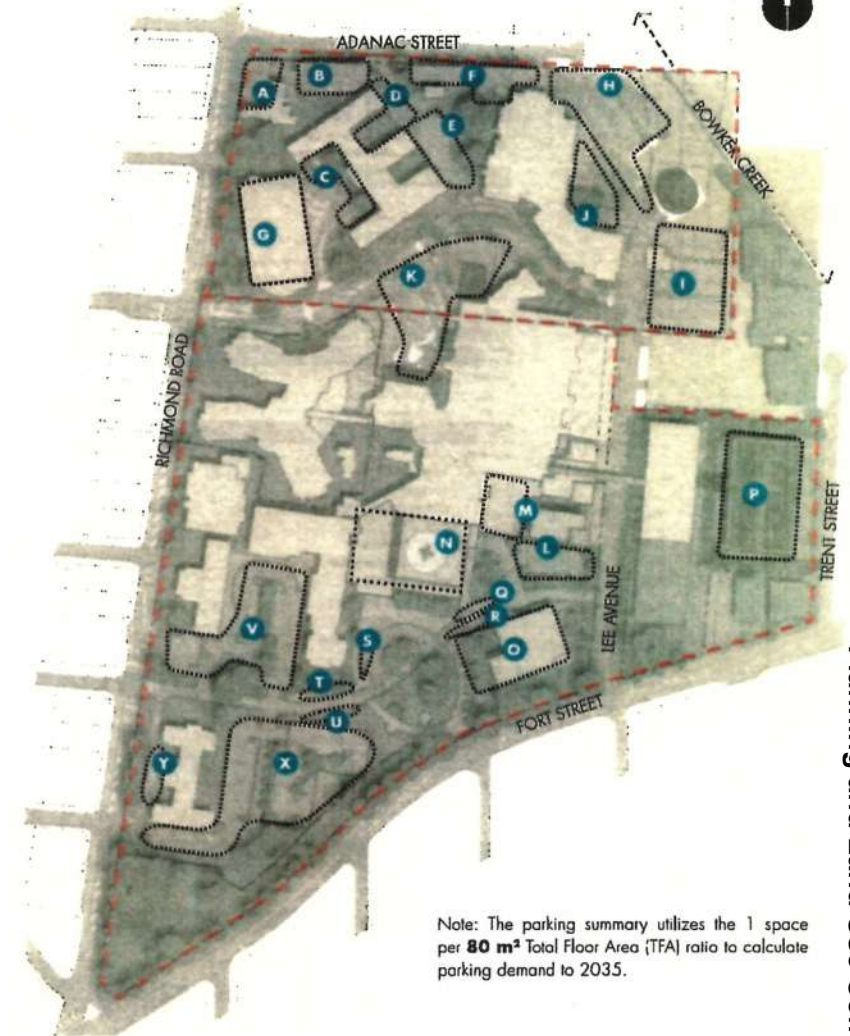 ADANAC STREET
A
B
F
D
H
E
BOWKER CREEK
C
J
G
K
I
RICHMOND ROAD
P
M
N
L
TRENT STREET
Q
R
V
S
O
LEE AVENUE
T
U
FORT STREET
Y
X
Note: The parking summary utilizes the 1 space
per 80 m² Total Floor Area (TFA) ratio to calculate
parking demand to 2035.